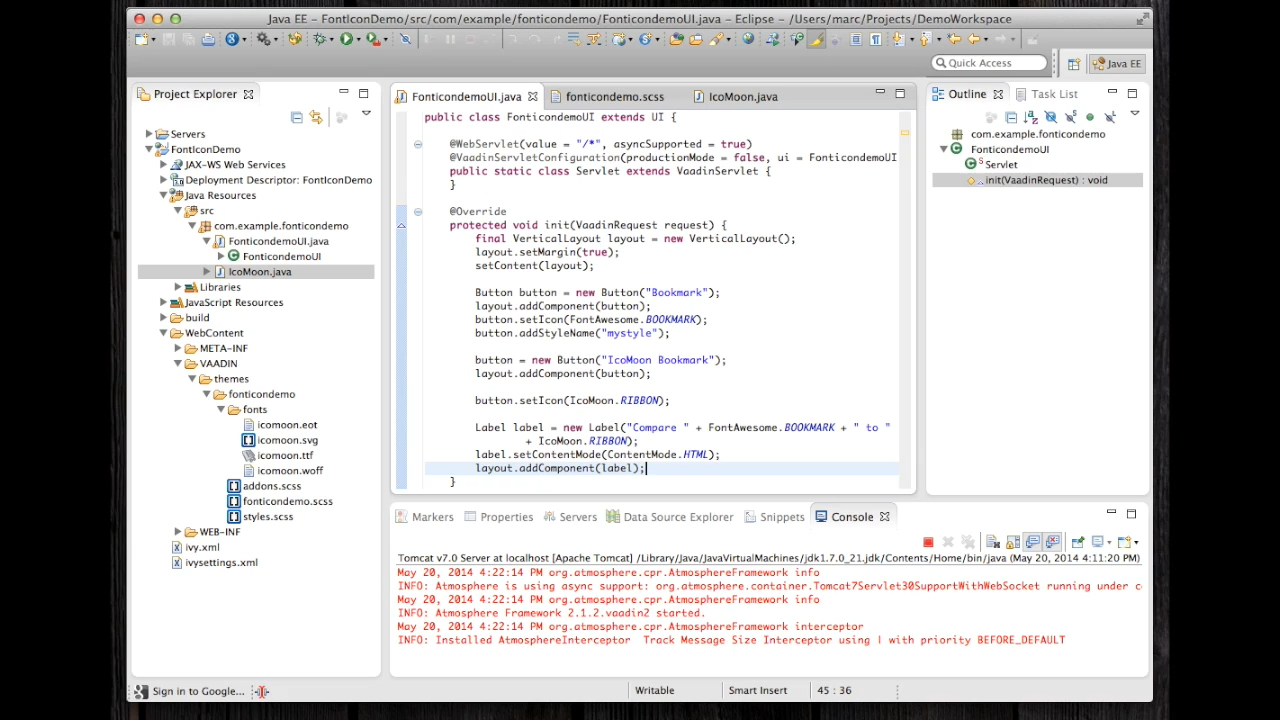 Java EE – FontIconDemo/src/com/example/fonticondemo/FonticondemoUI.java – Eclipse – /Users/marc/Projects/DemoWorkspace
Quick Access
Java EE
Project Explorer
Servers
FontIconDemo
JAX-WS Web Services
Deployment Descriptor: FontIconDemo
Java Resources
src
com.example.fonticondemo
FonticondemoUI.java
FonticondemoUI
IcoMoon.java
Libraries
JavaScript Resources
build
WebContent
META-INF
VAADIN
themes
fonticondemo
fonts
icomoon.eot
icomoon.svg
icomoon.ttf
icomoon.woff
addons.scss
fonticondemo.scss
styles.scss
WEB-INF
ivy.xml
ivysettings.xml
FonticondemoUI.java
fonticondemo.scss
IcoMoon.java
public class FonticondemoUI extends UI {
@WebServlet(value = "/*", asyncSupported = true)
@VaadinServletConfiguration(productionMode = false, ui = FonticondemoUI
public static class Servlet extends VaadinServlet {
}
@Override
protected void init(VaadinRequest request) {
final VerticalLayout layout = new VerticalLayout();
layout.setMargin(true);
setContent(layout);
Button button = new Button("Bookmark");
layout.addComponent(button);
button.setIcon(FontAwesome.BOOKMARK);
button.addStyleName("mystyle");
button = new Button("IcoMoon Bookmark");
layout.addComponent(button);
button.setIcon(IcoMoon.RIBBON);
Label label = new Label("Compare " + FontAwesome.BOOKMARK + " to "
+ IcoMoon.RIBBON);
label.setContentMode(ContentMode.HTML);
layout.addComponent(label);
}
Outline
Task List
com.example.fonticondemo
FonticondemoUI
Servlet
init(VaadinRequest) : void
Markers
Properties
Servers
Data Source Explorer
Snippets
Console
Tomcat v7.0 Server at localhost [Apache Tomcat] /Library/Java/JavaVirtualMachines/jdk1.7.0_21.jdk/Contents/Home/bin/java (May 20, 2014 4:11:20 PM)
May 20, 2014 4:22:14 PM org.atmosphere.cpr.AtmosphereFramework info
INFO: Atmosphere is using async support: org.atmosphere.container.Tomcat7Servlet30SupportWithWebSocket running under c
May 20, 2014 4:22:14 PM org.atmosphere.cpr.AtmosphereFramework info
INFO: Atmosphere Framework 2.1.2.vaadin2 started.
May 20, 2014 4:22:14 PM org.atmosphere.cpr.AtmosphereFramework interceptor
INFO: Installed AtmosphereInterceptor  Track Message Size Interceptor using | with priority BEFORE_DEFAULT
Sign in to Google...
Writable
Smart Insert
45 : 36